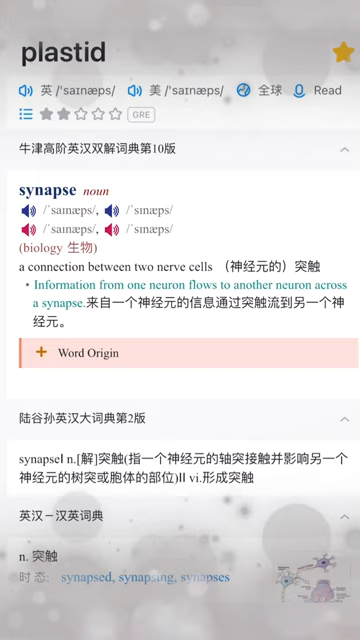 plastid
英 /'saɪnæps/ 美 /'saɪnæps/ 全球 Read
GRE
牛津高阶英汉双解词典第10版
synapse noun
/ˈsaɪnæps/, /ˈsɪnæps/
/ˈsaɪnæps/, /ˈsɪnæps/
(biology 生物)
a connection between two nerve cells （神经元的）突触
• Information from one neuron flows to another neuron across
a synapse.来自一个神经元的信息通过突触流到另一个神
经元。
Word Origin
陆谷孙英汉大词典第2版
synapseⅠ n.[解]突触(指一个神经元的轴突接触并影响另一个
神经元的树突或胞体的部位)Ⅱ vi.形成突触
英汉－汉英词典
n. 突触
时 态: synapsed, synapsing, synapses